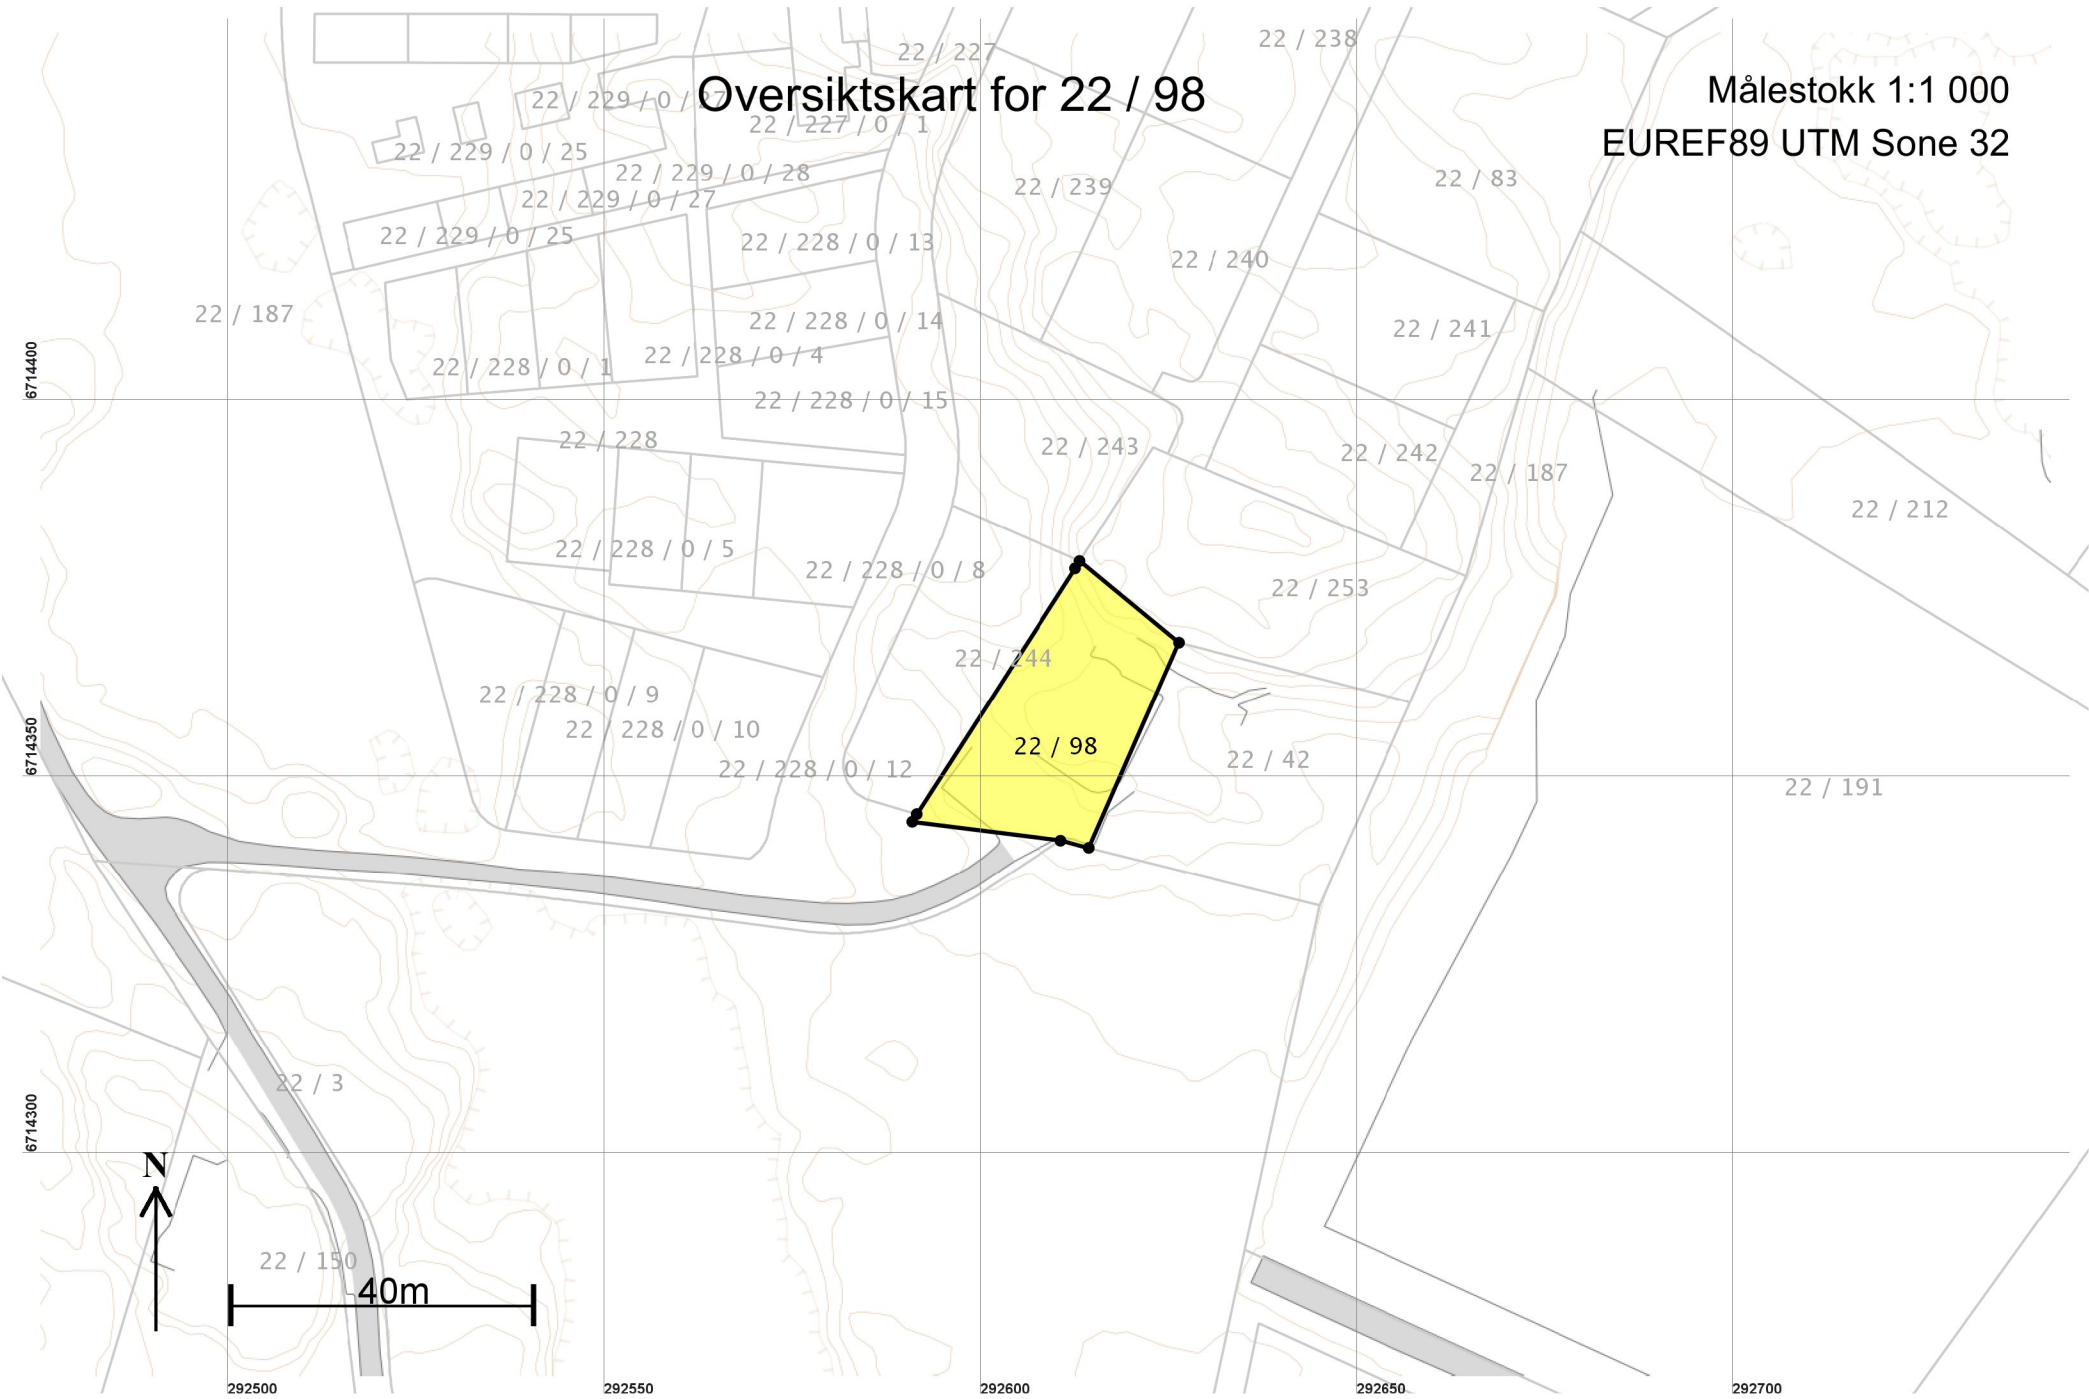 22 / 238
22 / 227
Oversiktskart for 22 / 98
Målestokk 1:1 000
22 / 229 / 0 / 27
22 / 227 / 0 / 1
EUREF89 UTM Sone 32
22 / 229 / 0 / 25
22 / 229 / 0 / 28
22 / 83
22 / 239
22 / 229 / 0 / 27
22 / 229 / 0 / 25
22 / 228 / 0 / 13
22 / 240
22 / 187
22 / 228 / 0 / 14
22 / 241
22 / 228 / 0 / 4
22 / 228 / 0 / 1
6714400
22 / 228 / 0 / 15
22 / 228
22 / 243
22 / 242
22 / 187
22 / 212
22 / 228 / 0 / 5
22 / 228 / 0 / 8
22 / 253
22 / 244
22 / 228 / 0 / 9
22 / 228 / 0 / 10
6714350
22 / 98
22 / 42
22 / 228 / 0 / 12
22 / 191
22 / 3
6714300
N
22 / 150
40m
292500
292550
292600
292650
292700